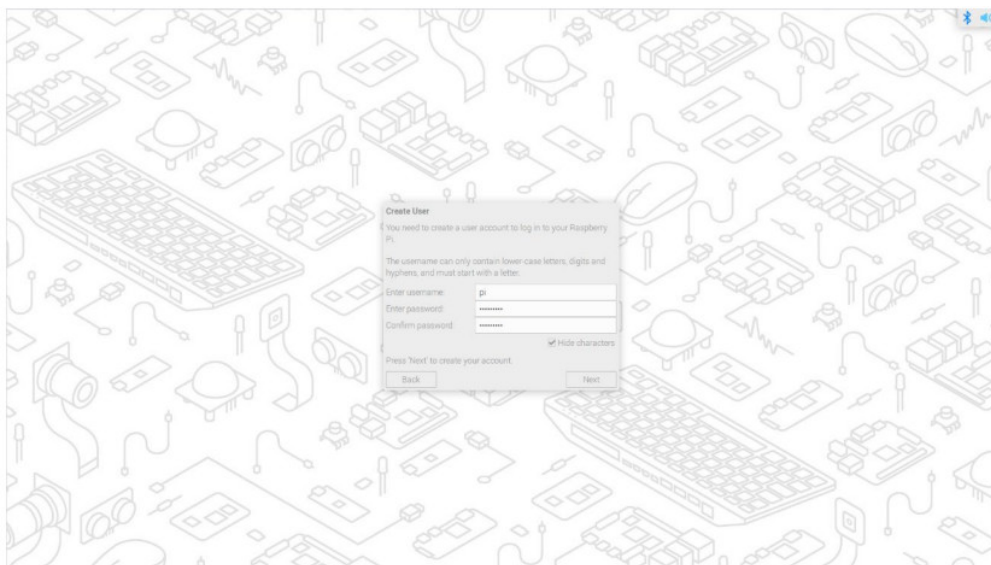 Create User
You need to create a user account to log in to your Raspberry
Pi.
The username can only contain lower-case letters, digits and
hyphens, and must start with a letter.
Enter username:
pi
Enter password:
Confirm password:
Hide characters
Press 'Next' to create your account.
Back
Next